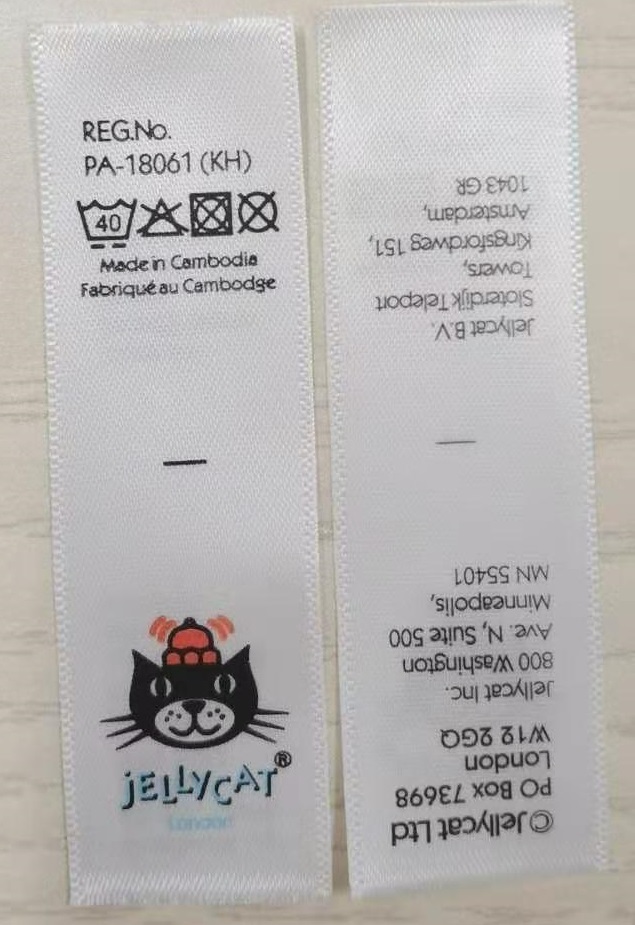 REG.No.
PA-18061 (KH)
40
Made in Cambodia
Fabriqué au Cambodge
JELLYCAT®
London
© Jellycat Ltd
PO Box 73698
London
W12 2GQ
Jellycat Inc.
800 Washington
Ave. N, Suite 500
Minneapolis,
MN 55401
Jellycat B.V.
Sloterdijk Teleport
Towers,
Kingsfordweg 151,
Amsterdam,
1043 GR